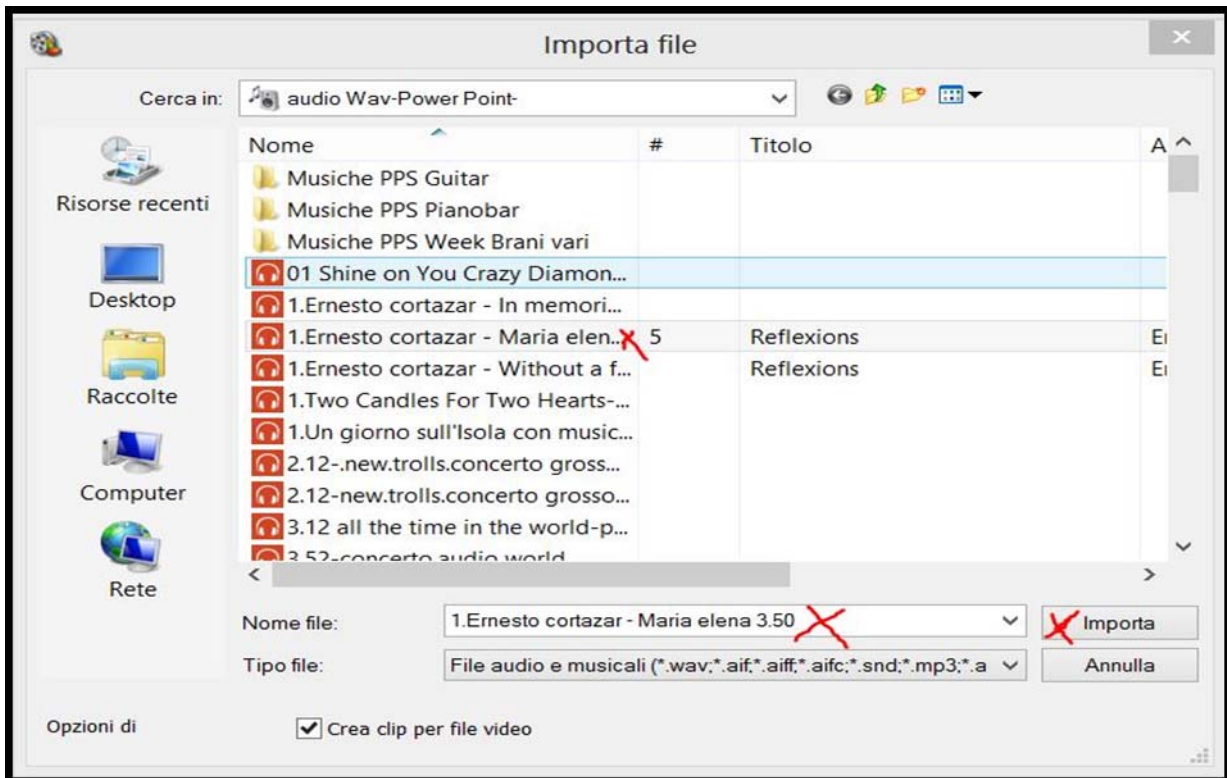 Importa file
Cerca in: audio Wav-Power Point-
Nome # Titolo A
Musiche PPS Guitar
Musiche PPS Pianobar
Musiche PPS Week Brani vari
01 Shine on You Crazy Diamon...
1.Ernesto cortazar - In memori...
1.Ernesto cortazar - Maria elen... 5 Reflexions
1.Ernesto cortazar - Without a f... Reflexions
1.Two Candles For Two Hearts-...
1.Un giorno sull'Isola con music...
2.12-.new.trolls.concerto gross...
2.12-new.trolls.concerto grosso...
3.12 all the time in the world-p...
3.52-concerto audio world
Risorse recenti
Desktop
Raccolte
Computer
Rete
Nome file: 1.Ernesto cortazar - Maria elena 3.50 Importa
Tipo file: File audio e musicali (*.wav;*.aif;*.aiff;*.aifc;*.snd;*.mp3;*.a Annulla
Opzioni di Crea clip per file video